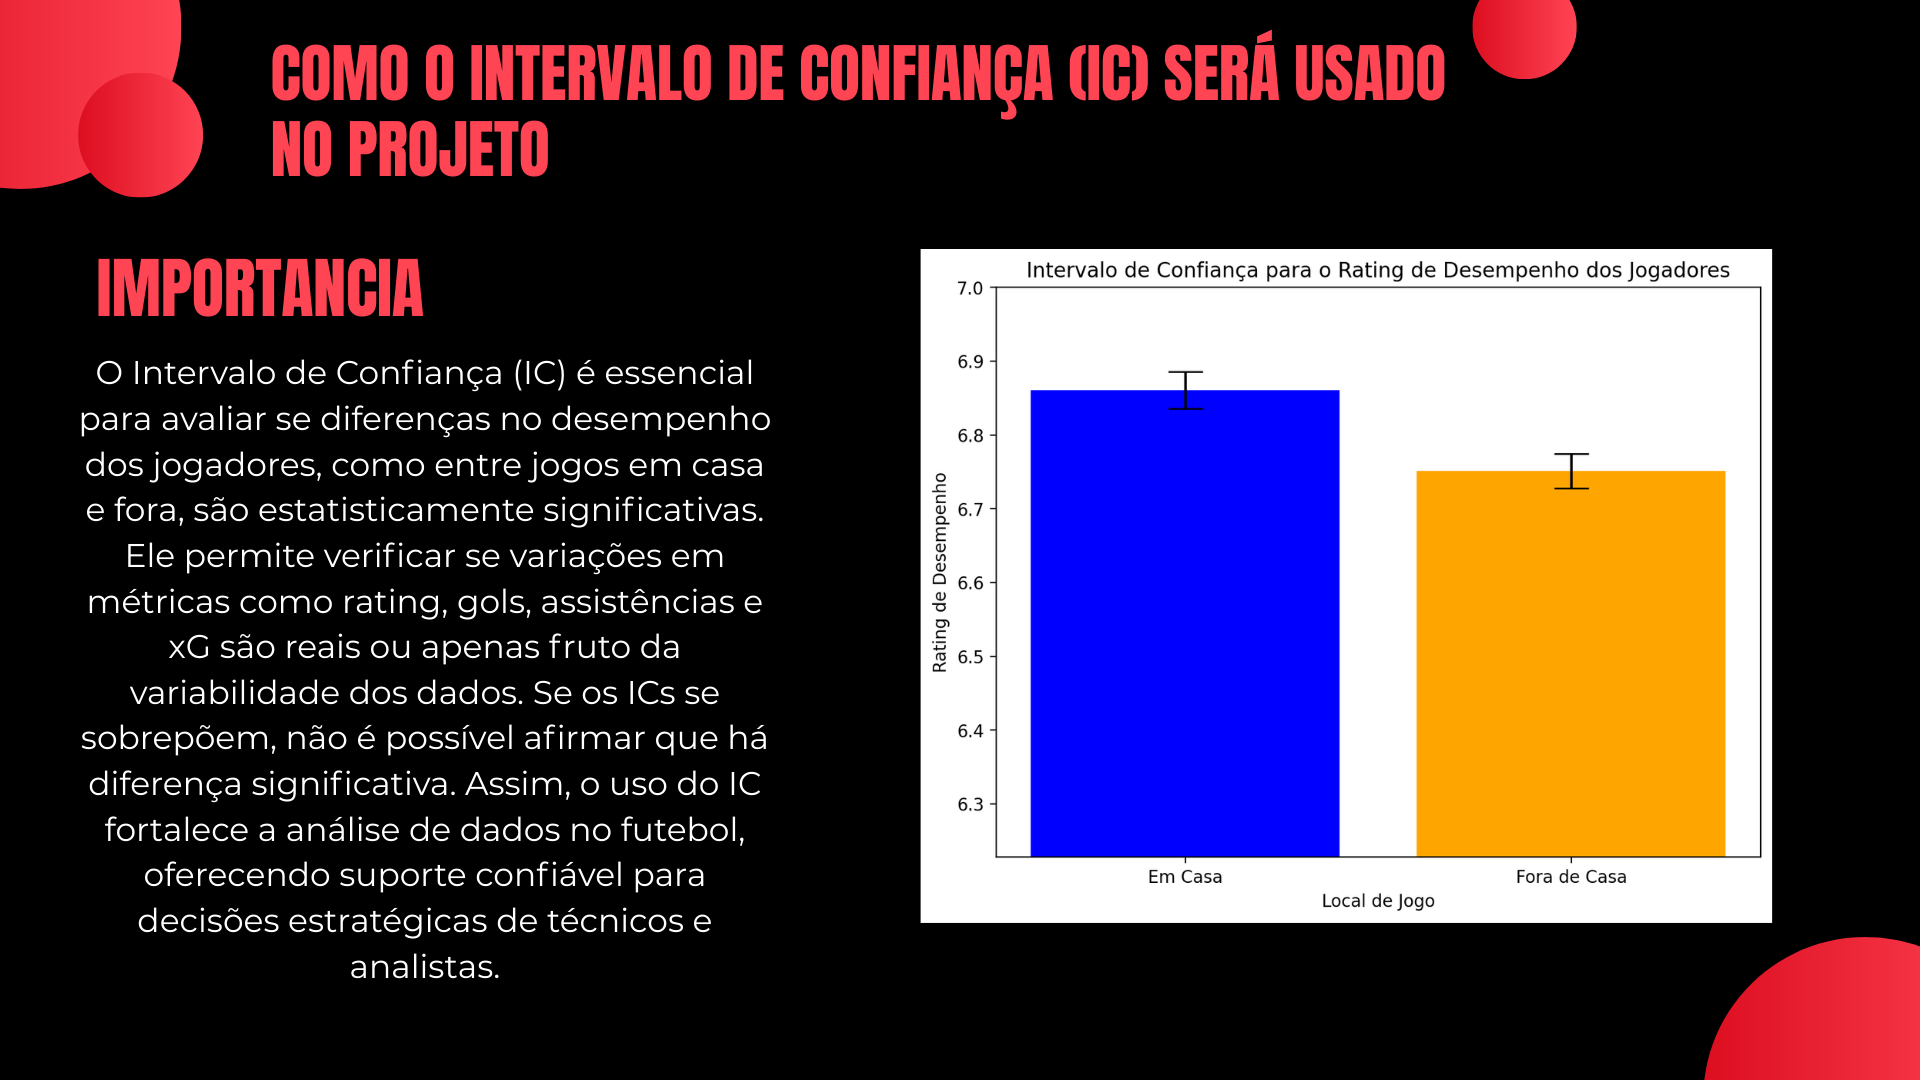 COMO O INTERVALO DE CONFIANÇA (IC) SERÁ USADO
NO PROJETO
IMPORTANCIA
O Intervalo de Confiança (IC) é essencial
para avaliar se diferenças no desempenho
dos jogadores, como entre jogos em casa
e fora, são estatisticamente significativas.
Ele permite verificar se variações em
métricas como rating, gols, assistências e
xG são reais ou apenas fruto da
variabilidade dos dados. Se os ICs se
sobrepõem, não é possível afirmar que há
diferença significativa. Assim, o uso do IC
fortalece a análise de dados no futebol,
oferecendo suporte confiável para
decisões estratégicas de técnicos e
analistas.
Intervalo de Confiança para o Rating de Desempenho dos Jogadores
Rating de Desempenho
7.0
6.9
6.8
6.7
6.6
6.5
6.4
6.3
Em Casa
Fora de Casa
Local de Jogo